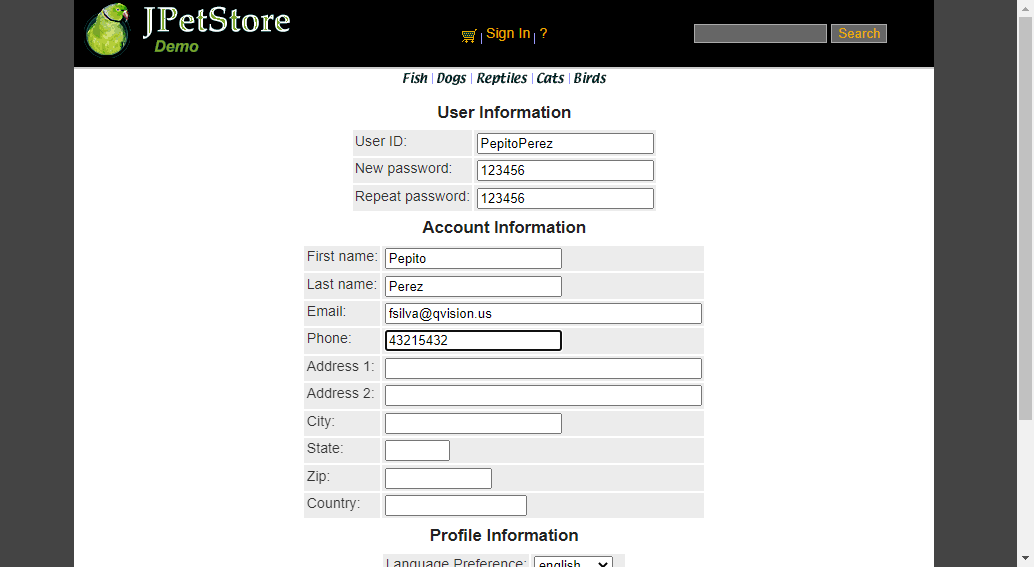 JPetStore
Demo
Sign In | ?
Search
Fish | Dogs | Reptiles | Cats | Birds
User Information
User ID: PepitoPerez
New password: 123456
Repeat password: 123456
Account Information
First name: Pepito
Last name: Perez
Email: fsilva@qvision.us
Phone: 43215432
Address 1:
Address 2:
City:
State:
Zip:
Country:
Profile Information
Language Preference: english